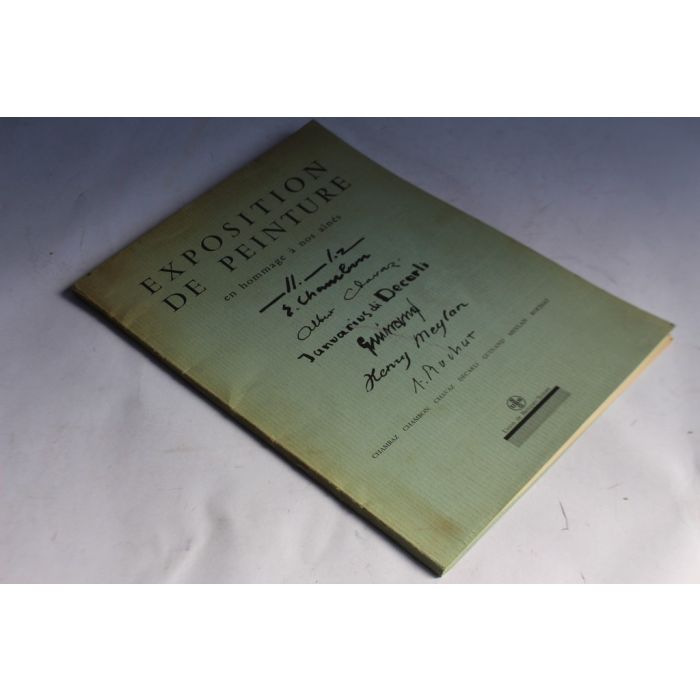 EXPOSITION
DE PEINTURE
en hommage à nos aînés
E. Chambon
Albert Chavaz
Januarius di Decarli
Henry Meylan
A. Rochat
CHAMBAZ CHAMBON CHAVAZ DECARLI GUINAND MEYLAN ROCHAT